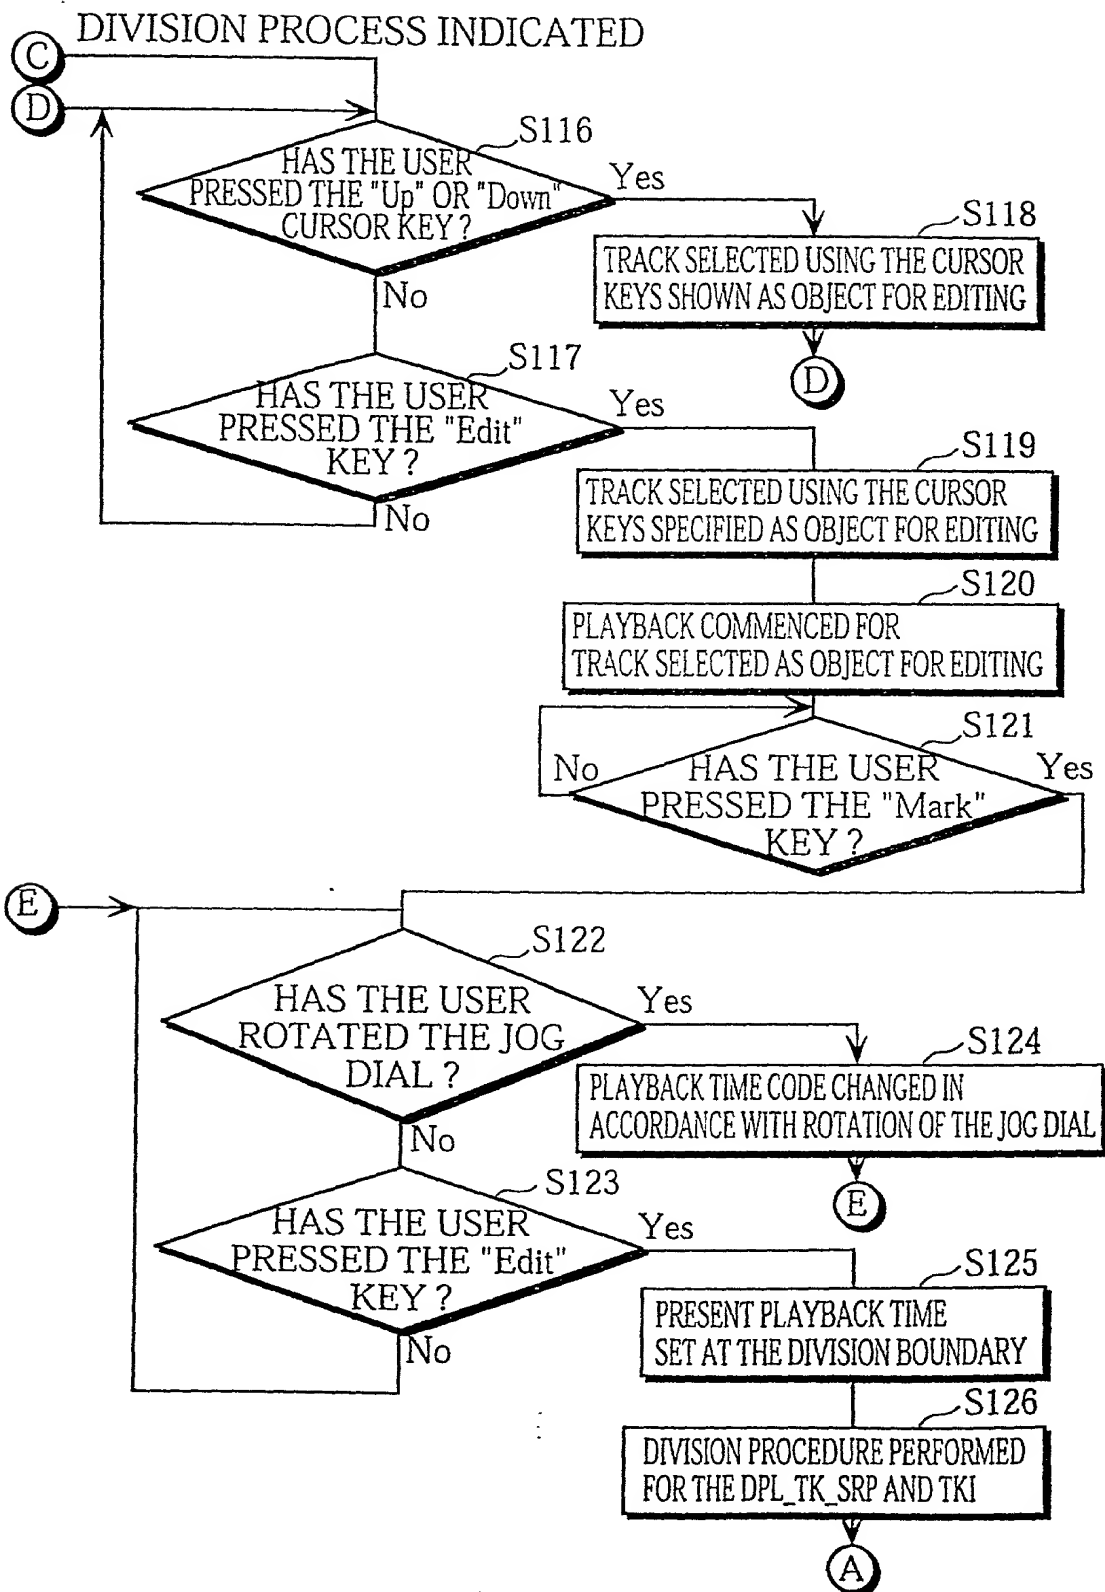 DIVISION PROCESS INDICATED
C
D
S116
HAS THE USER
PRESSED THE "Up" OR "Down"
CURSOR KEY ?
Yes
No
S118
TRACK SELECTED USING THE CURSOR
KEYS SHOWN AS OBJECT FOR EDITING
D
S117
HAS THE USER
PRESSED THE "Edit"
KEY ?
Yes
No
S119
TRACK SELECTED USING THE CURSOR
KEYS SPECIFIED AS OBJECT FOR EDITING
S120
PLAYBACK COMMENCED FOR
TRACK SELECTED AS OBJECT FOR EDITING
S121
No
HAS THE USER
PRESSED THE "Mark"
KEY ?
Yes
E
S122
HAS THE USER
ROTATED THE JOG
DIAL ?
Yes
No
S124
PLAYBACK TIME CODE CHANGED IN
ACCORDANCE WITH ROTATION OF THE JOG DIAL
E
S123
HAS THE USER
PRESSED THE "Edit"
KEY ?
Yes
No
S125
PRESENT PLAYBACK TIME
SET AT THE DIVISION BOUNDARY
S126
DIVISION PROCEDURE PERFORMED
FOR THE DPL_TK_SRP AND TKI
A